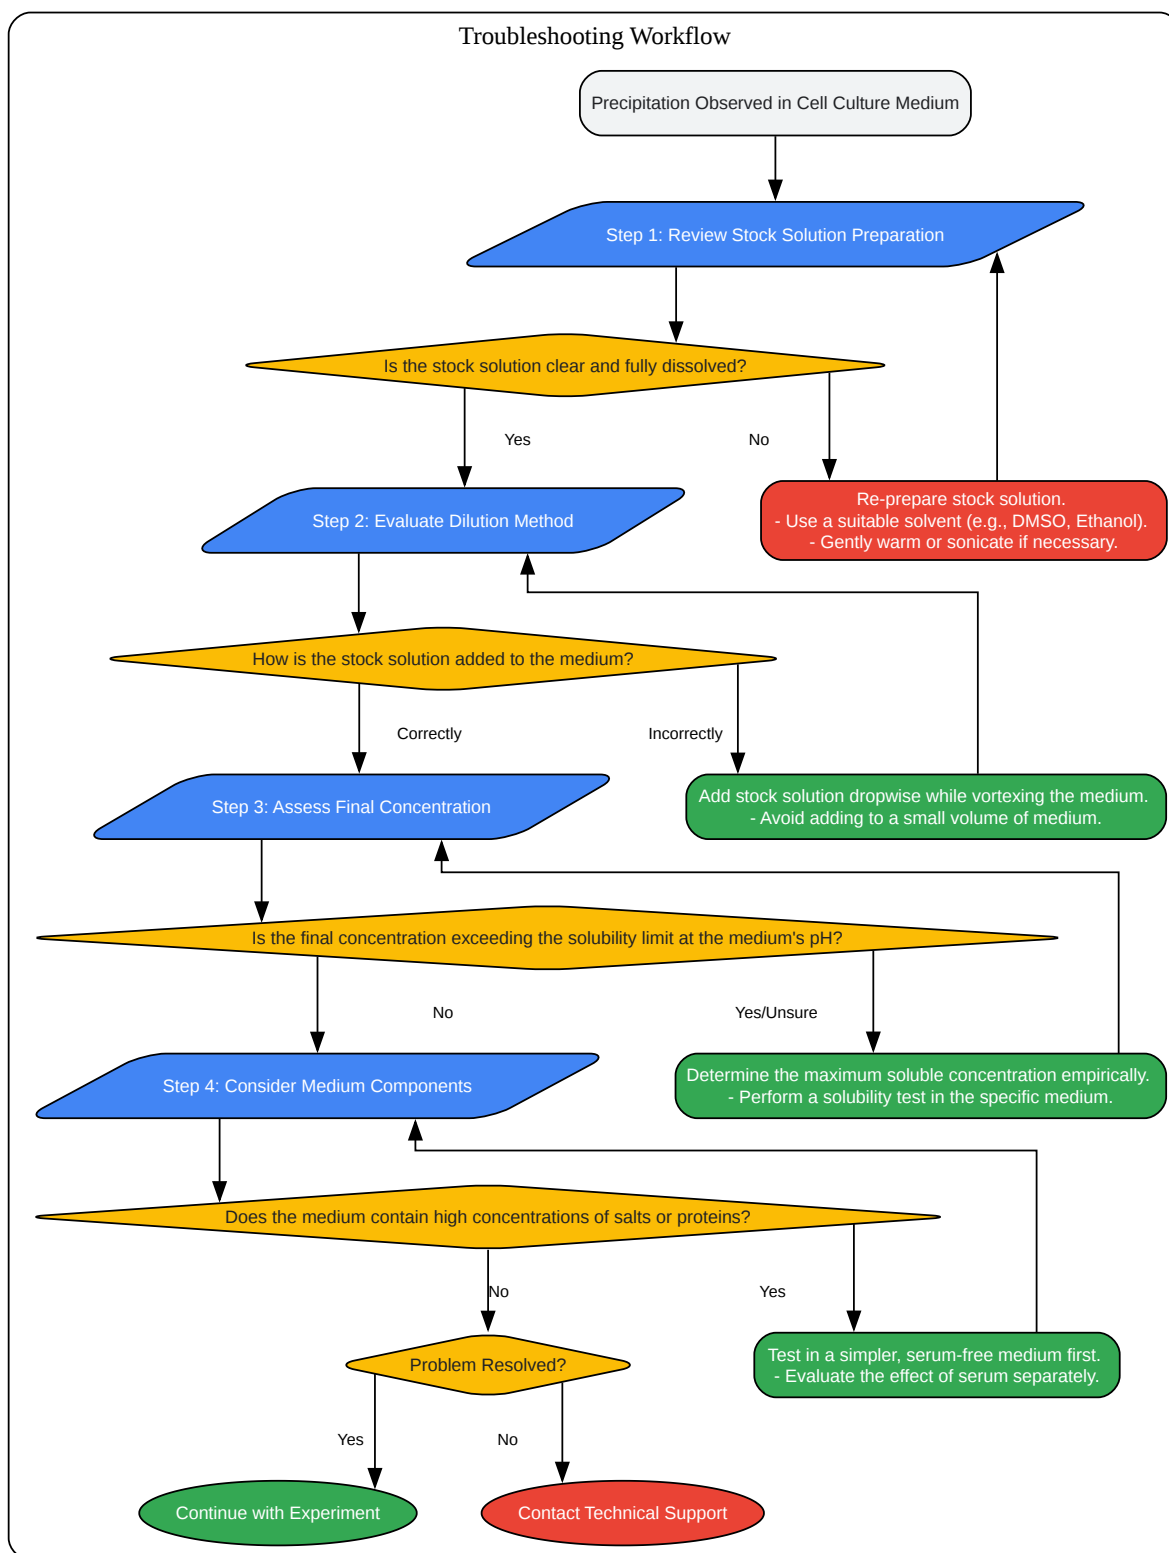 Troubleshooting Workflow
Precipitation Observed in Cell Culture Medium
Step 1: Review Stock Solution Preparation
Is the stock solution clear and fully dissolved?
Yes
No
Re-prepare stock solution.
- Use a suitable solvent (e.g., DMSO, Ethanol).
- Gently warm or sonicate if necessary.
Step 2: Evaluate Dilution Method
How is the stock solution added to the medium?
Correctly
Incorrectly
Add stock solution dropwise while vortexing the medium.
- Avoid adding to a small volume of medium.
Step 3: Assess Final Concentration
Is the final concentration exceeding the solubility limit at the medium's pH?
No
Yes/Unsure
Determine the maximum soluble concentration empirically.
- Perform a solubility test in the specific medium.
Step 4: Consider Medium Components
Does the medium contain high concentrations of salts or proteins?
No
Yes
Test in a simpler, serum-free medium first.
- Evaluate the effect of serum separately.
Problem Resolved?
Yes
No
Continue with Experiment
Contact Technical Support